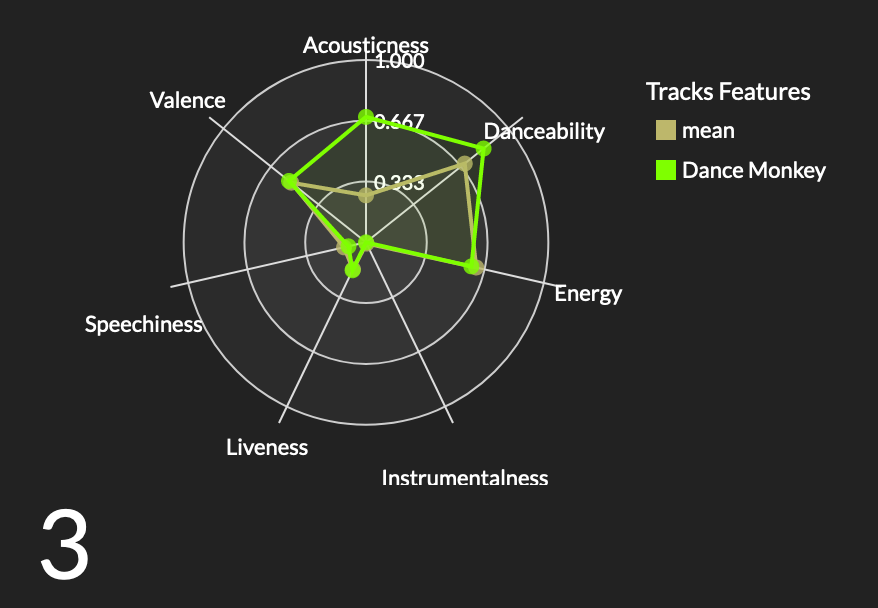 Acousticness
1.000
Valence
0.667
Danceability
0.333
Energy
Speechiness
Liveness
Instrumentalness
Tracks Features
mean
Dance Monkey
3